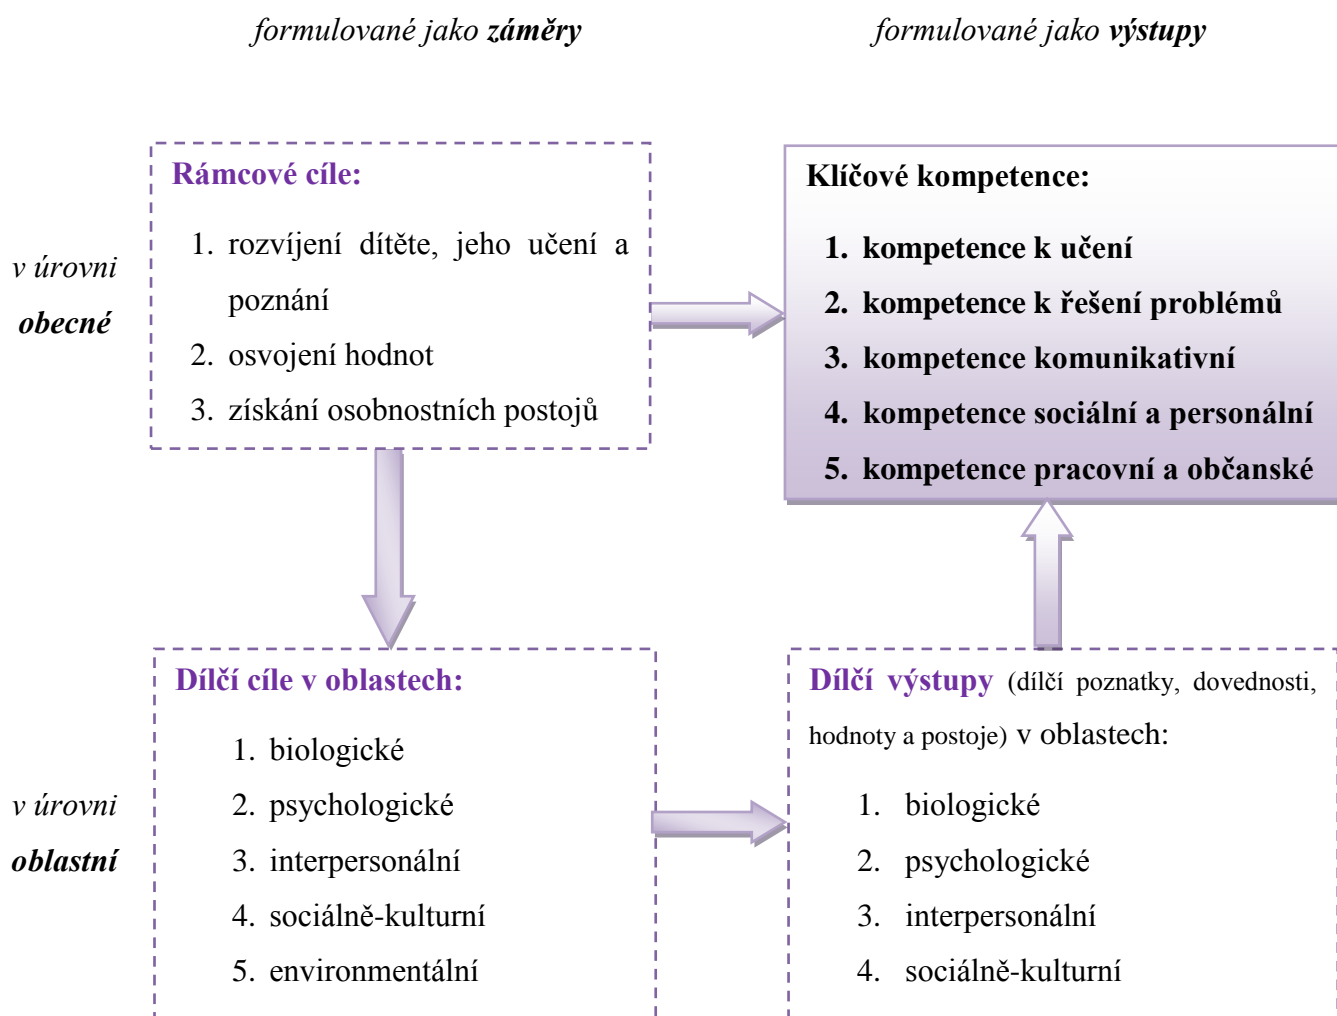 formulované jako záměry
formulované jako výstupy
v úrovni
obecné
Rámcové cíle:
1. rozvíjení dítěte, jeho učení a
poznání
2. osvojení hodnot
3. získání osobnostních postojů
Klíčové kompetence:
1. kompetence k učení
2. kompetence k řešení problémů
3. kompetence komunikativní
4. kompetence sociální a personální
5. kompetence pracovní a občanské
v úrovni
oblastní
Dílčí cíle v oblastech:
1. biologické
2. psychologické
3. interpersonální
4. sociálně-kulturní
5. environmentální
Dílčí výstupy (dílčí poznatky, dovednosti,
hodnoty a postoje) v oblastech:
1. biologické
2. psychologické
3. interpersonální
4. sociálně-kulturní